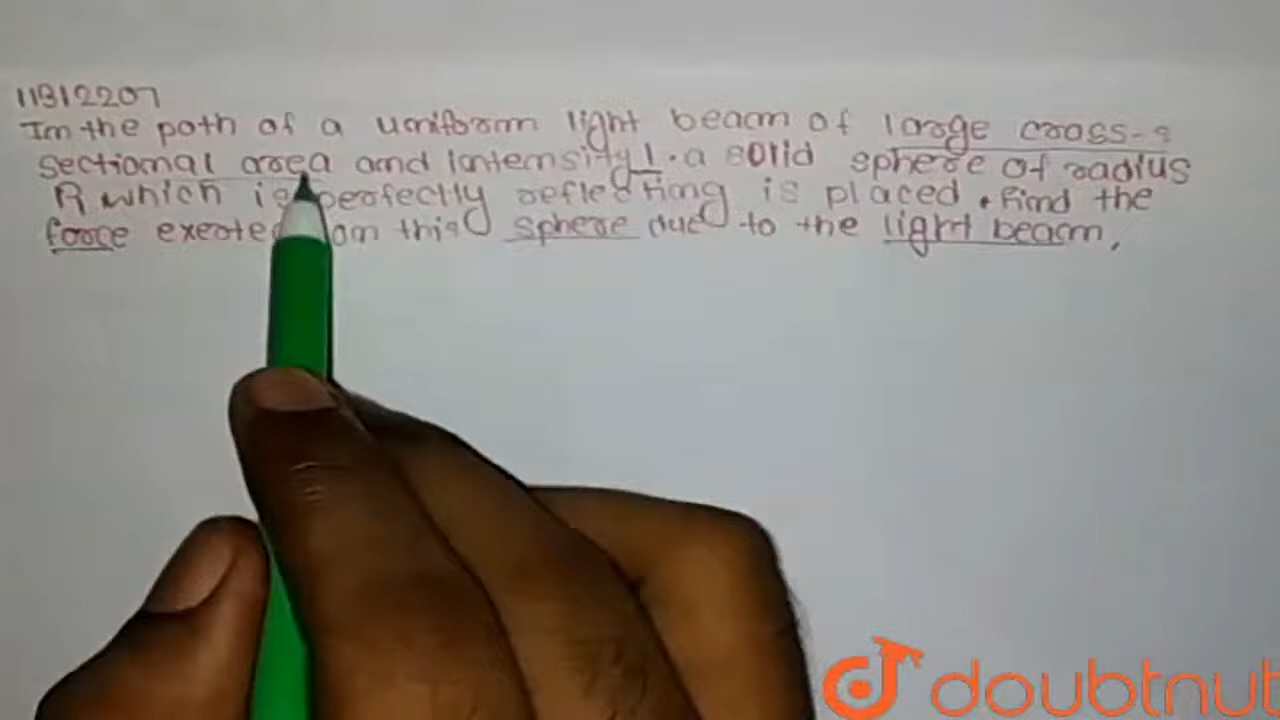 11312207
In the path of a uniform light beam of large cross-s
sectional area and intensity I. a solid sphere of radius
R which is perfectly reflecting is placed. Find the
force exerted on this sphere due to the light beam,
doubtnut